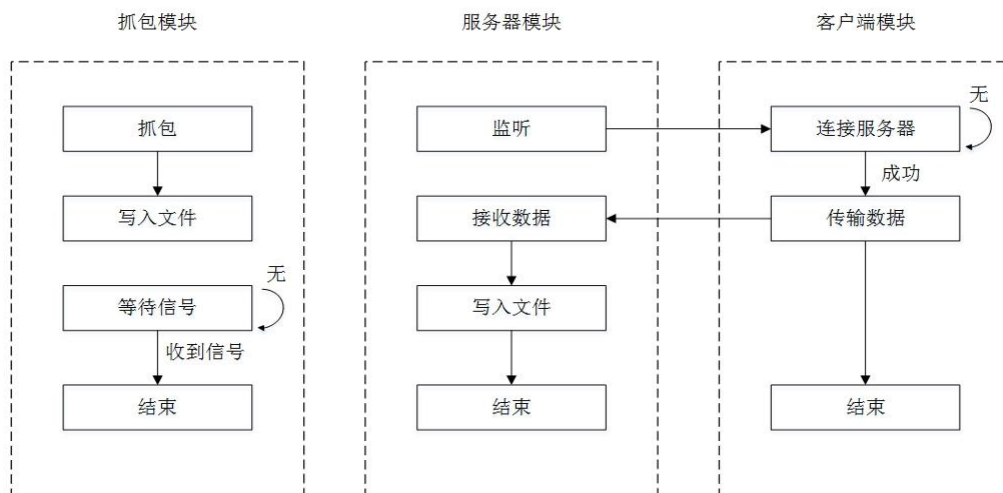 抓包模块
抓包
写入文件
等待信号
无
收到信号
结束
服务器模块
监听
接收数据
写入文件
结束
客户端模块
连接服务器
无
成功
传输数据
结束